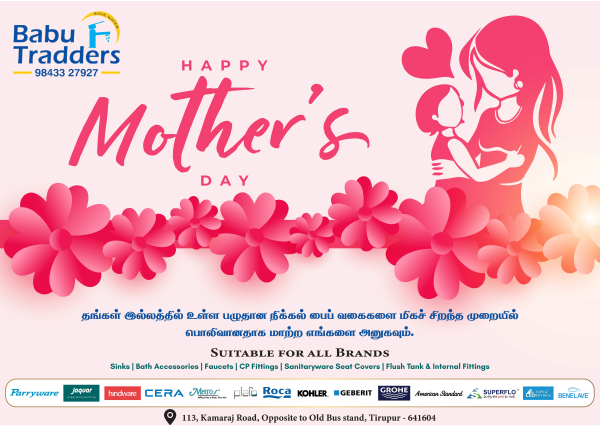 Babu
Tradders
98433 27927
HAPPY
Mother's
DAY
தங்கள் இல்லத்தில் உள்ள பழுதான நிக்கல் பைப் வகைகளை மிகச் சிறந்த முறையில்
பொலிவானதாக மாற்ற எங்களை அனுகவும்.
SUITABLE FOR ALL BRANDS
Sinks | Bath Accessories | Faucets | CP Fittings | Sanitaryware Seat Covers | Flush Tank & Internal Fittings
Parryware jaquar hindware CERA Metro plato Roca KOHLER GEBERIT GROHE American Standard SUPERFLO BENELAVE
113, Kamaraj Road, Opposite to Old Bus stand, Tirupur - 641604